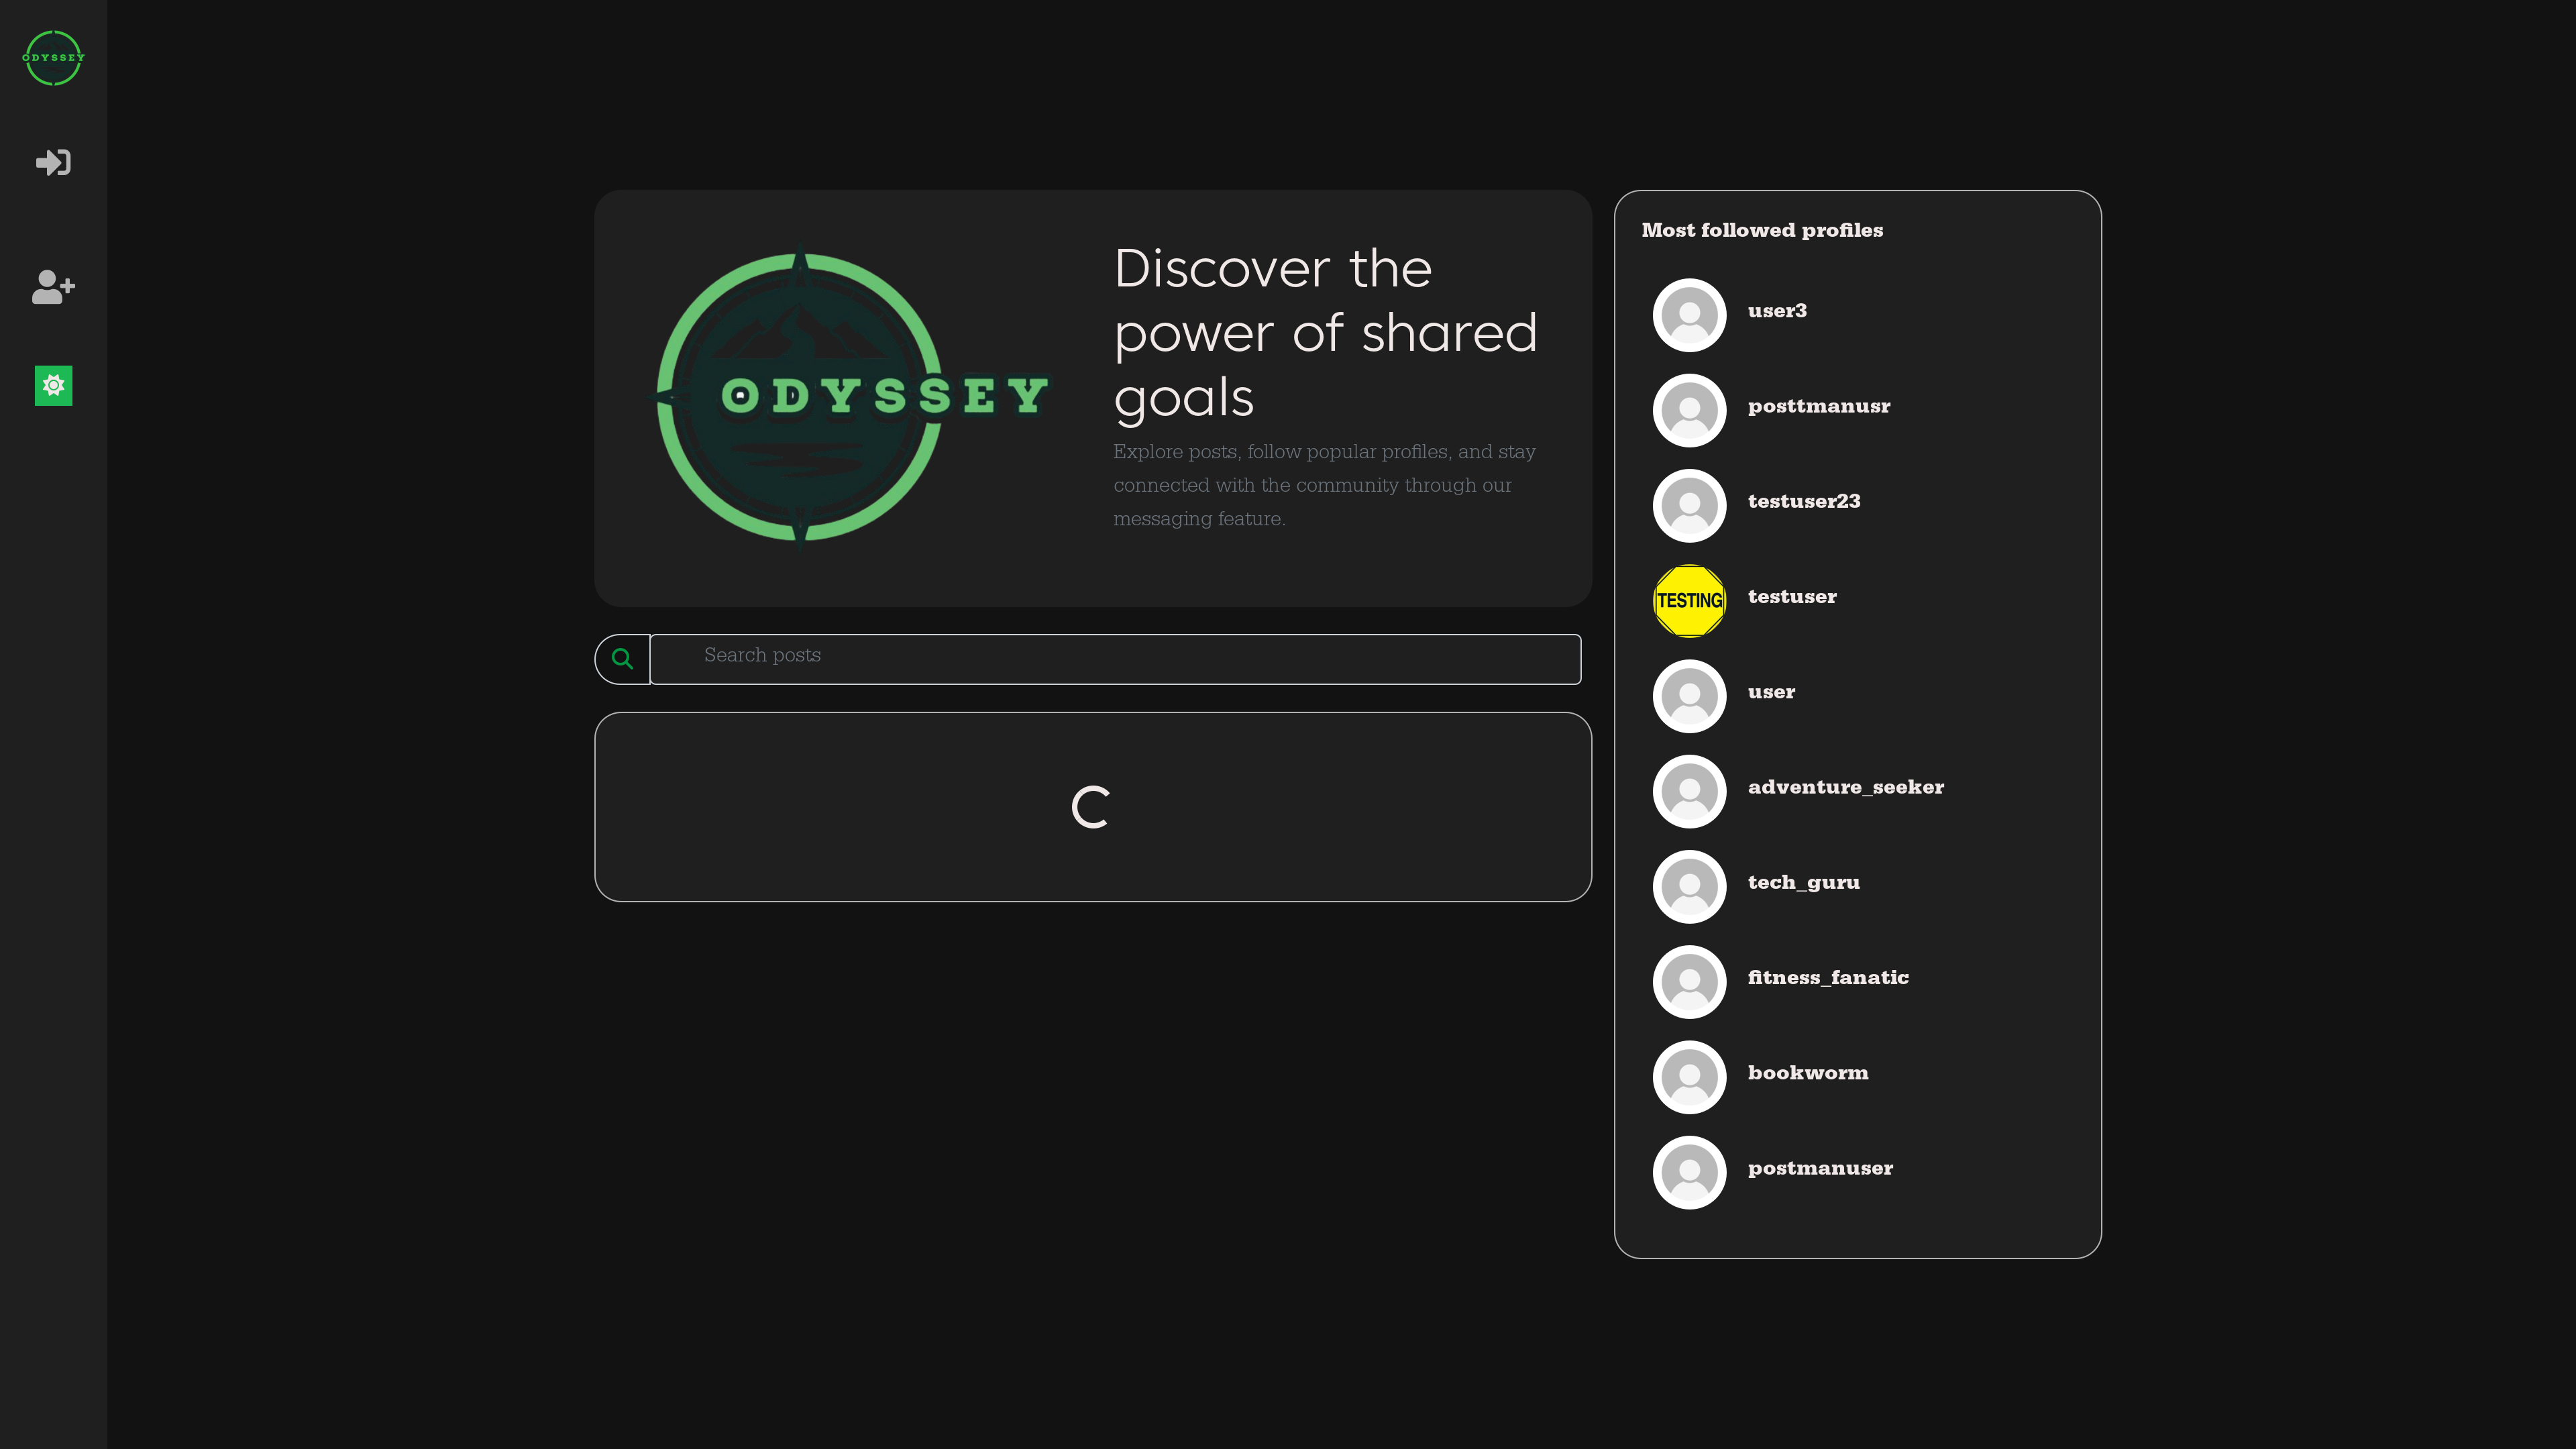 ODYSSEY
ODYSSEY
Discover the
power of shared
goals
Explore posts, follow popular profiles, and stay
connected with the community through our
messaging feature.
Search posts
Most followed profiles
user3
posttmanusr
testuser23
TESTING
testuser
user
adventure_seeker
tech_guru
fitness_fanatic
bookworm
postmanuser